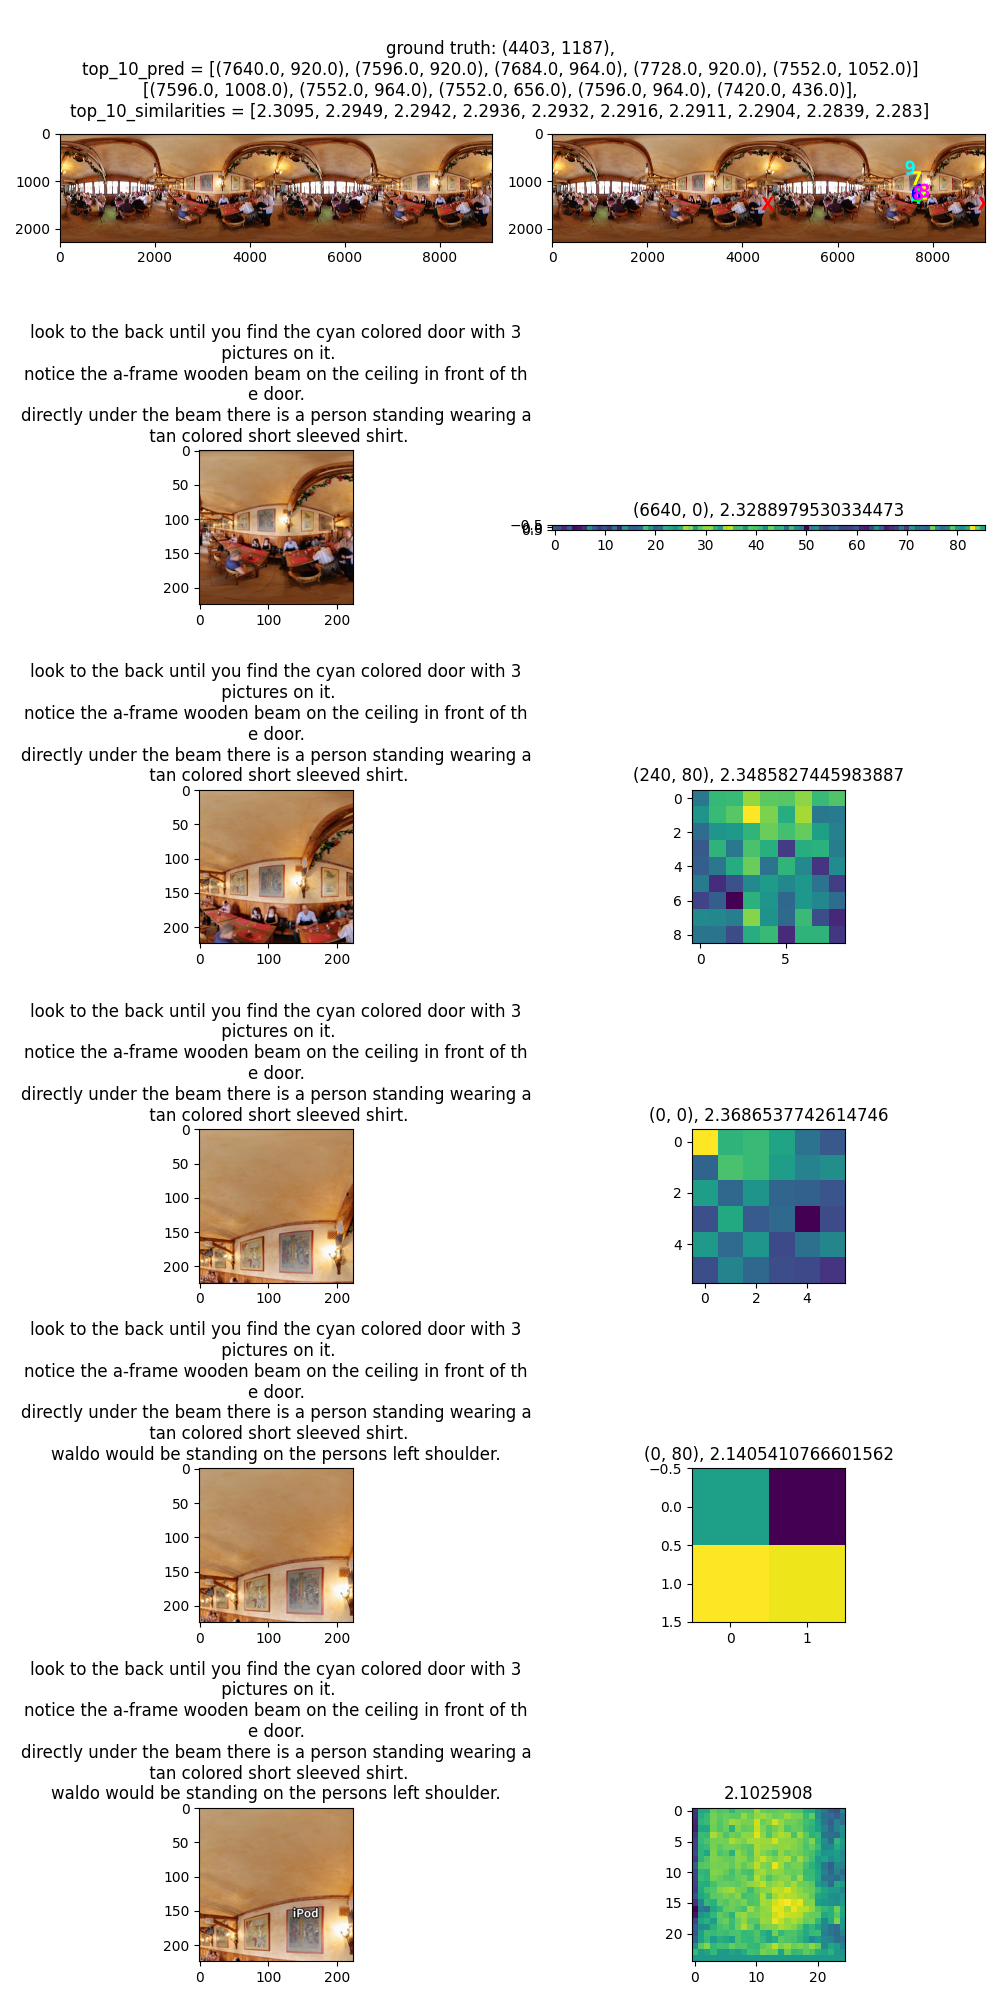 ground truth: (4403, 1187),
top_10_pred = [(7640.0, 920.0), (7596.0, 920.0), (7684.0, 964.0), (7728.0, 920.0), (7552.0, 1052.0)]
[(7596.0, 1008.0), (7552.0, 964.0), (7552.0, 656.0), (7596.0, 964.0), (7420.0, 436.0)],
top_10_similarities = [2.3095, 2.2949, 2.2942, 2.2936, 2.2932, 2.2916, 2.2911, 2.2904, 2.2839, 2.283]
0
1000
2000
0 2000 4000 6000 8000
0
1000
2000
9
7
3
x
0 2000 4000 6000 8000
look to the back until you find the cyan colored door with 3
pictures on it.
notice the a-frame wooden beam on the ceiling in front of th
e door.
directly under the beam there is a person standing wearing a
tan colored short sleeved shirt.
0
50
100
150
200
0 100 200
(6640, 0), 2.3288979530334473
−0.5
0 10 20 30 40 50 60 70 80
look to the back until you find the cyan colored door with 3
pictures on it.
notice the a-frame wooden beam on the ceiling in front of th
e door.
directly under the beam there is a person standing wearing a
tan colored short sleeved shirt.
0
50
100
150
200
0 100 200
(240, 80), 2.3485827445983887
0
2
4
6
8
0 5
look to the back until you find the cyan colored door with 3
pictures on it.
notice the a-frame wooden beam on the ceiling in front of th
e door.
directly under the beam there is a person standing wearing a
tan colored short sleeved shirt.
0
50
100
150
200
0 100 200
(0, 0), 2.3686537742614746
0
2
4
0 2 4
look to the back until you find the cyan colored door with 3
pictures on it.
notice the a-frame wooden beam on the ceiling in front of th
e door.
directly under the beam there is a person standing wearing a
tan colored short sleeved shirt.
waldo would be standing on the persons left shoulder.
0
50
100
150
200
0 100 200
(0, 80), 2.1405410766601562
−0.5
0.0
0.5
1.0
1.5
0 1
look to the back until you find the cyan colored door with 3
pictures on it.
notice the a-frame wooden beam on the ceiling in front of th
e door.
directly under the beam there is a person standing wearing a
tan colored short sleeved shirt.
waldo would be standing on the persons left shoulder.
0
50
100
150
200
iPod
0 100 200
2.1025908
0
5
10
15
20
0 10 20